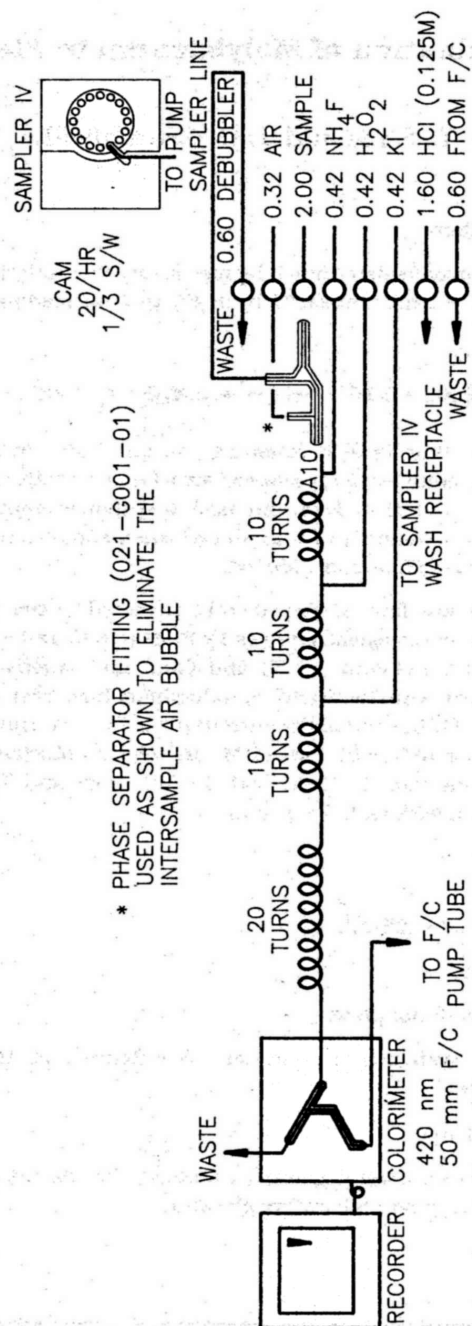 SAMPLER IV
CAM
20/HR
1/3 S/W
TO PUMP
SAMPLER LINE
* PHASE SEPARATOR FITTING (021-G001-01)
USED AS SHOWN TO ELIMINATE THE
INTERSAMPLE AIR BUBBLE
WASTE
0.60 DEBUBBLER
0.32 AIR
2.00 SAMPLE
0.42 NH4F
0.42 H2O2
0.42 KI
1.60 HCl (0.125M)
0.60 FROM F/C
WASTE
*
A10
10
TURNS
10
TURNS
10
TURNS
20
TURNS
TO SAMPLER IV
WASH RECEPTACLE
WASTE
COLORIMETER
420 nm
50 mm F/C
TO F/C
PUMP TUBE
RECORDER